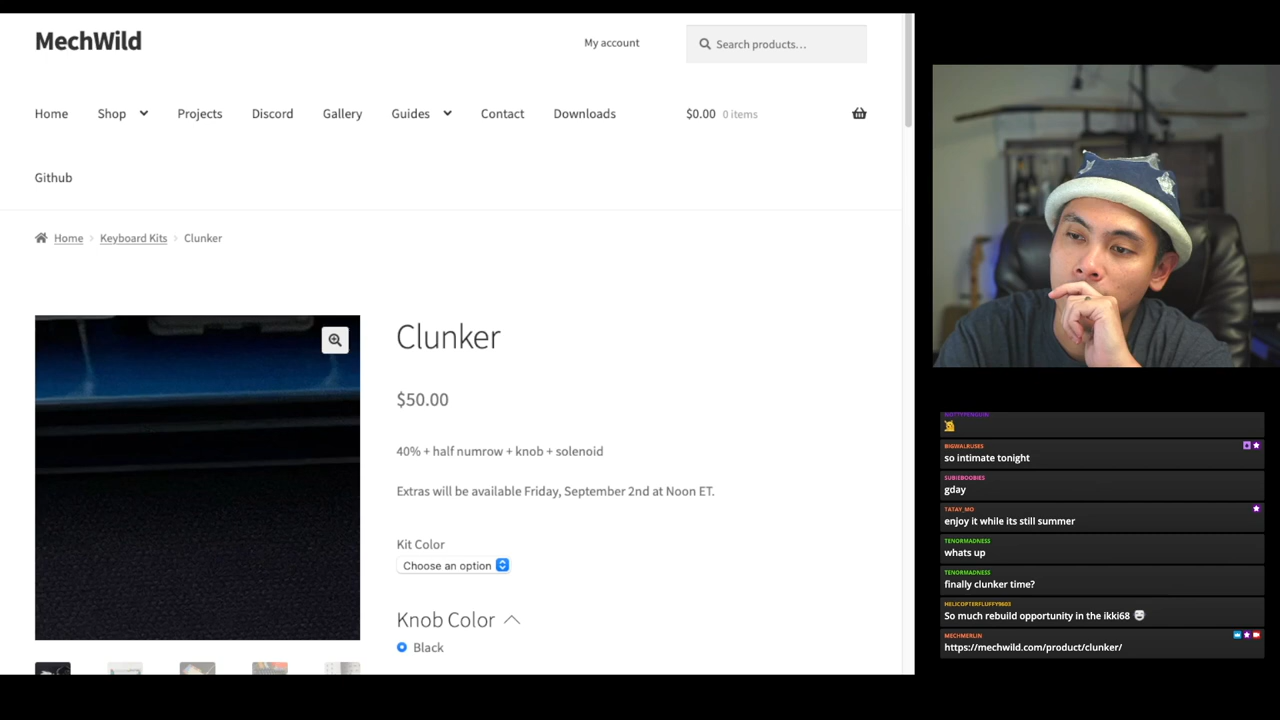 MechWild
My account
Search products…
Home
Shop
Projects
Discord
Gallery
Guides
Contact
Downloads
$0.00 0 items
Github
Home
Keyboard Kits
Clunker
Clunker
$50.00
40% + half numrow + knob + solenoid
Extras will be available Friday, September 2nd at Noon ET.
Kit Color
Choose an option
Knob Color
Black
BIGWALRUSES
so intimate tonight
SUBIEBOOBIES
gday
TATAY_MO
enjoy it while its still summer
TENORMADNESS
whats up
TENORMADNESS
finally clunker time?
HELICOPTERFLUFFY9603
So much rebuild opportunity in the ikki68
MECHMERLIN
https://mechwild.com/product/clunker/